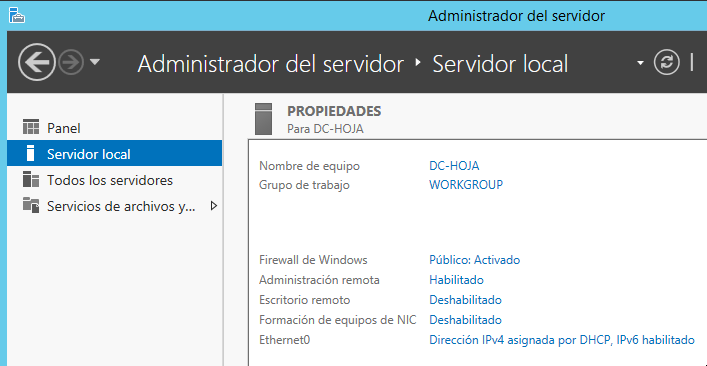 Administrador del servidor
Administrador del servidor ‣ Servidor local
Panel
Servidor local
Todos los servidores
Servicios de archivos y...
PROPIEDADES
Para DC-HOJA
Nombre de equipo DC-HOJA
Grupo de trabajo WORKGROUP
Firewall de Windows Público: Activado
Administración remota Habilitado
Escritorio remoto Deshabilitado
Formación de equipos de NIC Deshabilitado
Ethernet0 Dirección IPv4 asignada por DHCP, IPv6 habilitado